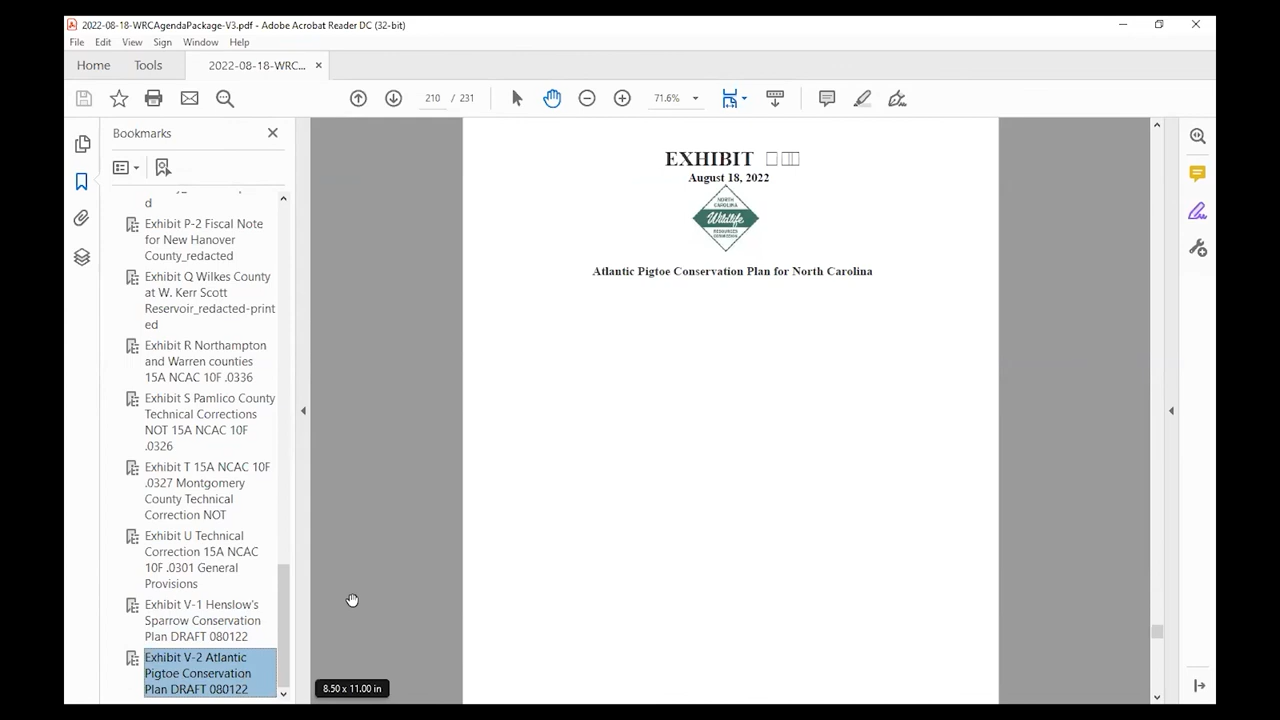 2022-08-18-WRCAgendaPackage-V3.pdf - Adobe Acrobat Reader DC (32-bit)
File Edit View Sign Window Help
Home Tools 2022-08-18-WRC... ×
210 / 231 71.6%
Bookmarks
d
Exhibit P-2 Fiscal Note
for New Hanover
County_redacted
Exhibit Q Wilkes County
at W. Kerr Scott
Reservoir_redacted-print
ed
Exhibit R Northampton
and Warren counties
15A NCAC 10F .0336
Exhibit S Pamlico County
Technical Corrections
NOT 15A NCAC 10F
.0326
Exhibit T 15A NCAC 10F
.0327 Montgomery
County Technical
Correction NOT
Exhibit U Technical
Correction 15A NCAC
10F .0301 General
Provisions
Exhibit V-1 Henslow's
Sparrow Conservation
Plan DRAFT 080122
Exhibit V-2 Atlantic
Pigtoe Conservation
Plan DRAFT 080122
EXHIBIT
August 18, 2022
NORTH
CAROLINA
Wildlife
RESOURCES
COMMISSION
Atlantic Pigtoe Conservation Plan for North Carolina
8.50 x 11.00 in